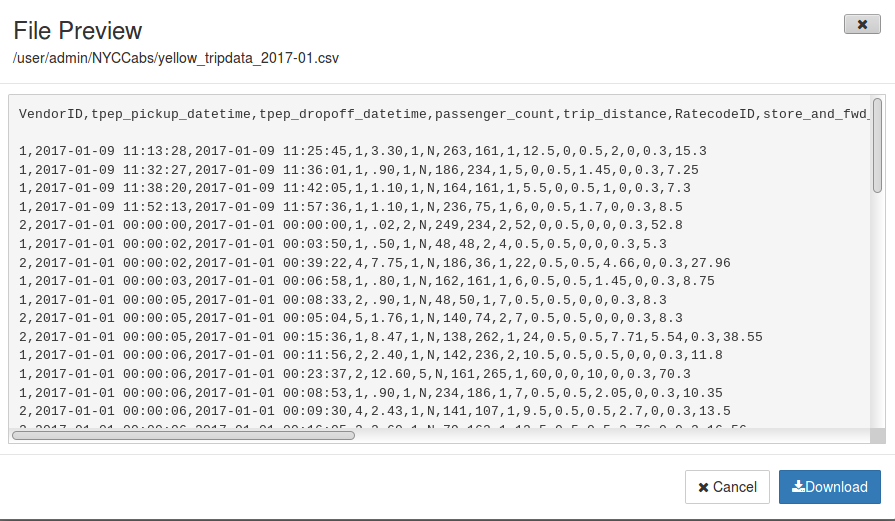 File Preview
/user/admin/NYCCabs/yellow_tripdata_2017-01.csv
VendorID,tpep_pickup_datetime,tpep_dropoff_datetime,passenger_count,trip_distance,RatecodeID,store_and_fwd_
1,2017-01-09 11:13:28,2017-01-09 11:25:45,1,3.30,1,N,263,161,1,12.5,0,0.5,2,0,0.3,15.3
1,2017-01-09 11:32:27,2017-01-09 11:36:01,1,.90,1,N,186,234,1,5,0,0.5,1.45,0,0.3,7.25
1,2017-01-09 11:38:20,2017-01-09 11:42:05,1,1.10,1,N,164,161,1,5.5,0,0.5,1,0,0.3,7.3
1,2017-01-09 11:52:13,2017-01-09 11:57:36,1,1.10,1,N,236,75,1,6,0,0.5,1.7,0,0.3,8.5
2,2017-01-01 00:00:00,2017-01-01 00:00:00,1,.02,2,N,249,234,2,52,0,0.5,0,0,0.3,52.8
1,2017-01-01 00:00:02,2017-01-01 00:03:50,1,.50,1,N,48,48,2,4,0.5,0.5,0,0,0.3,5.3
2,2017-01-01 00:00:02,2017-01-01 00:39:22,4,7.75,1,N,186,36,1,22,0.5,0.5,4.66,0,0.3,27.96
1,2017-01-01 00:00:03,2017-01-01 00:06:58,1,.80,1,N,162,161,1,6,0.5,0.5,1.45,0,0.3,8.75
1,2017-01-01 00:00:05,2017-01-01 00:08:33,2,.90,1,N,48,50,1,7,0.5,0.5,0,0,0.3,8.3
2,2017-01-01 00:00:05,2017-01-01 00:05:04,5,1.76,1,N,140,74,2,7,0.5,0.5,0,0,0.3,8.3
2,2017-01-01 00:00:05,2017-01-01 00:15:36,1,8.47,1,N,138,262,1,24,0.5,0.5,7.71,5.54,0.3,38.55
1,2017-01-01 00:00:06,2017-01-01 00:11:56,2,2.40,1,N,142,236,2,10.5,0.5,0.5,0,0,0.3,11.8
1,2017-01-01 00:00:06,2017-01-01 00:23:37,2,12.60,5,N,161,265,1,60,0,0,10,0,0.3,70.3
1,2017-01-01 00:00:06,2017-01-01 00:08:53,1,.90,1,N,234,186,1,7,0.5,0.5,2.05,0,0.3,10.35
2,2017-01-01 00:00:06,2017-01-01 00:09:30,4,2.43,1,N,141,107,1,9.5,0.5,0.5,2.7,0,0.3,13.5
Cancel
Download